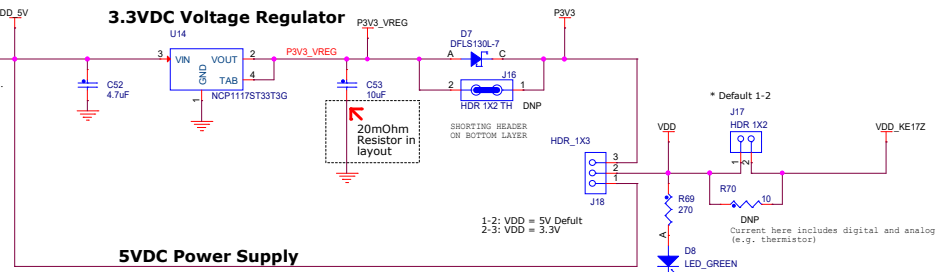 DD_5V
3.3VDC Voltage Regulator
P3V3_VREG
D7
DFLS130L-7
P3V3
U14
3
VIN
VOUT
2
TAB
4
GND
1
NCP1117ST33T3G
P3V3_VREG
A
C
C52
4.7uF
C53
10uF
J16
2
1
HDR 1X2 TH
DNP
20mOhm
Resistor in
layout
SHORTING HEADER
ON BOTTOM LAYER
HDR_1X3
3
2
1
J18
1-2: VDD = 5V Defult
2-3: VDD = 3.3V
* Default 1-2
J17
HDR 1X2
1
2
VDD
VDD_KE17Z
R69
270
R70
10
DNP
Current here includes digital and analog
(e.g. thermistor)
A
D8
LED_GREEN
5VDC Power Supply